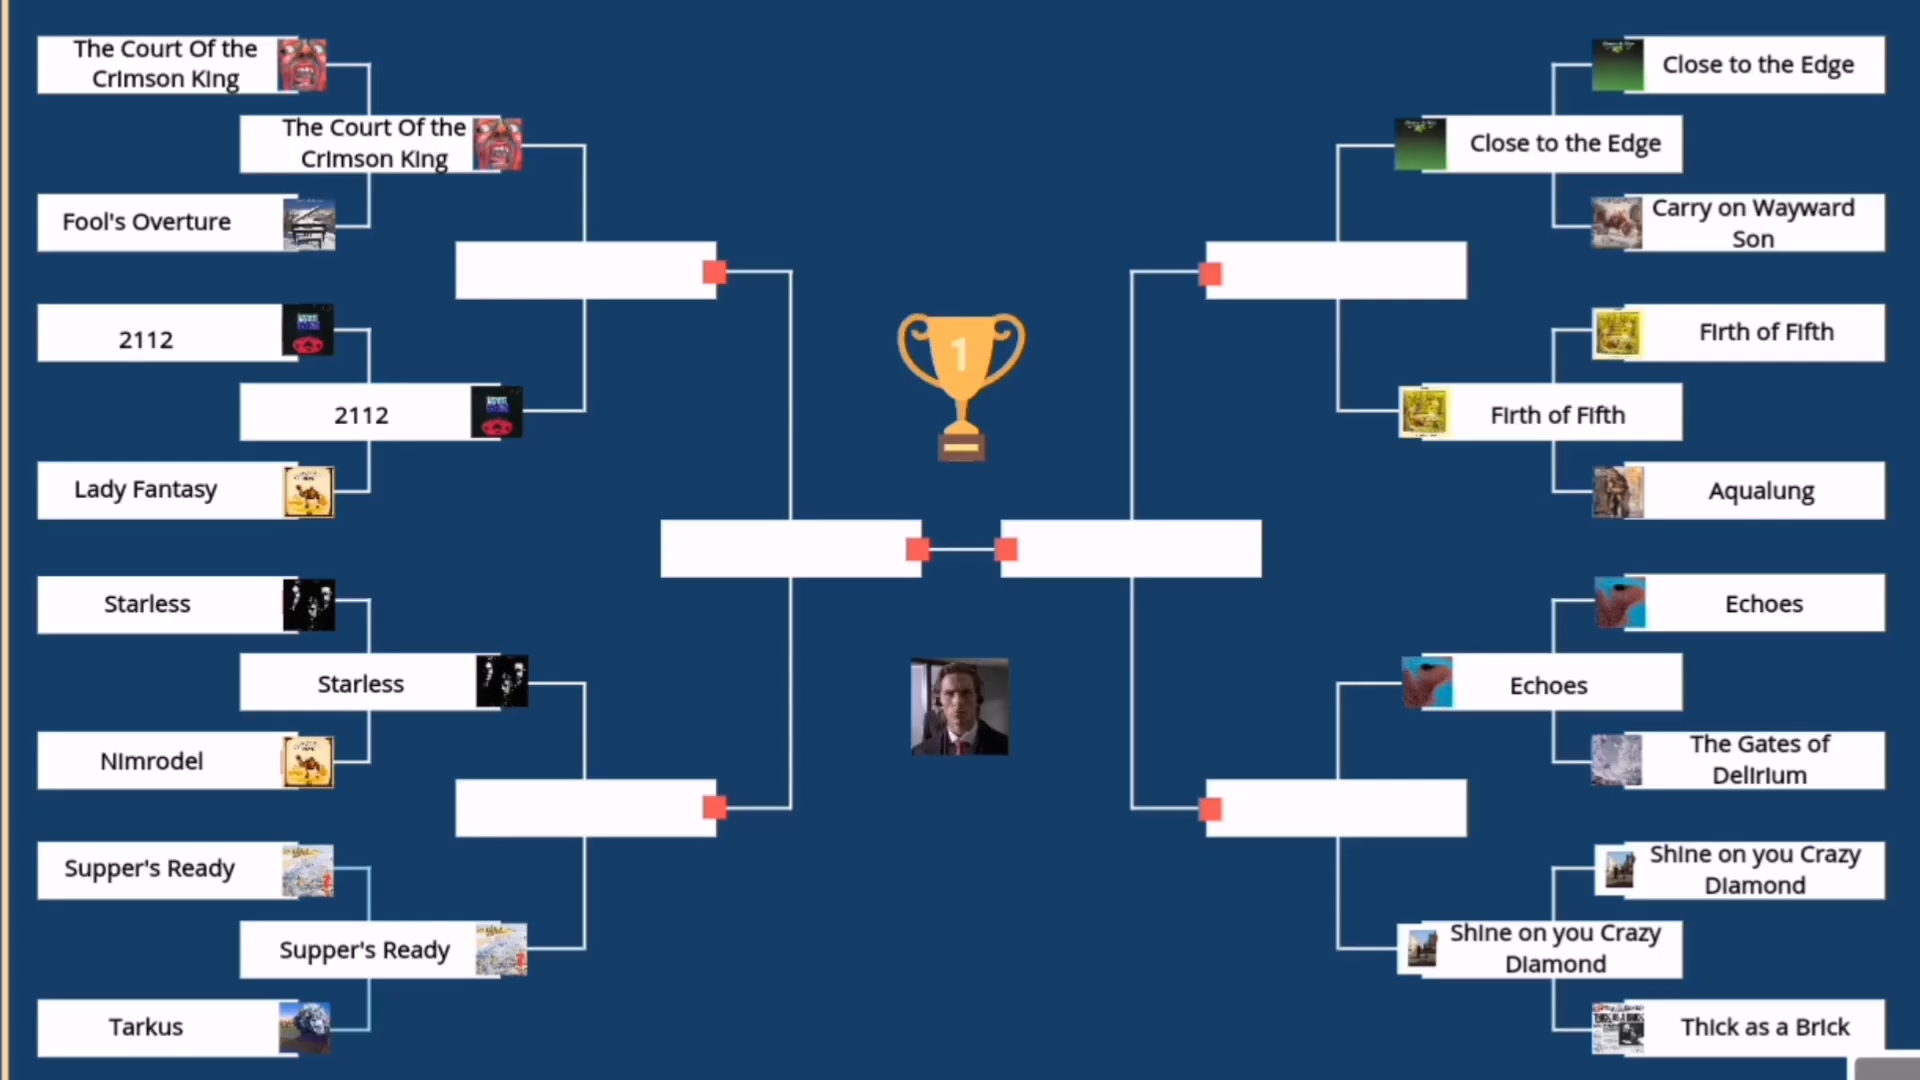 The Court Of the
Crimson King
The Court Of the
Crimson King
Fool's Overture
2112
2112
Lady Fantasy
Starless
Starless
Nimrodel
Supper's Ready
Supper's Ready
Tarkus
1
Close to the Edge
Close to the Edge
Carry on Wayward
Son
Firth of Fifth
Firth of Fifth
Aqualung
Echoes
Echoes
The Gates of
Delirium
Shine on you Crazy
Diamond
Shine on you Crazy
Diamond
Thick as a Brick